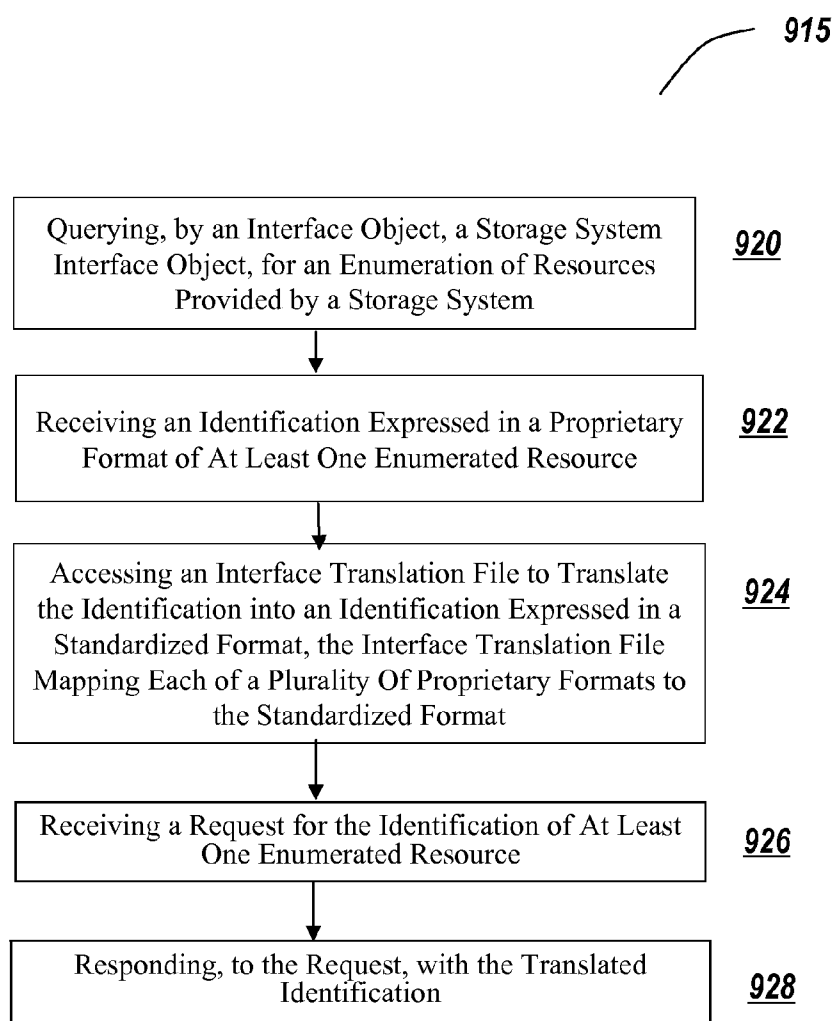 915
Querying, by an Interface Object, a Storage System
Interface Object, for an Enumeration of Resources
Provided by a Storage System
920
Receiving an Identification Expressed in a Proprietary
Format of At Least One Enumerated Resource
922
Accessing an Interface Translation File to Translate
the Identification into an Identification Expressed in a
Standardized Format, the Interface Translation File
Mapping Each of a Plurality Of Proprietary Formats to
the Standardized Format
924
Receiving a Request for the Identification of At Least
One Enumerated Resource
926
Responding, to the Request, with the Translated
Identification
928